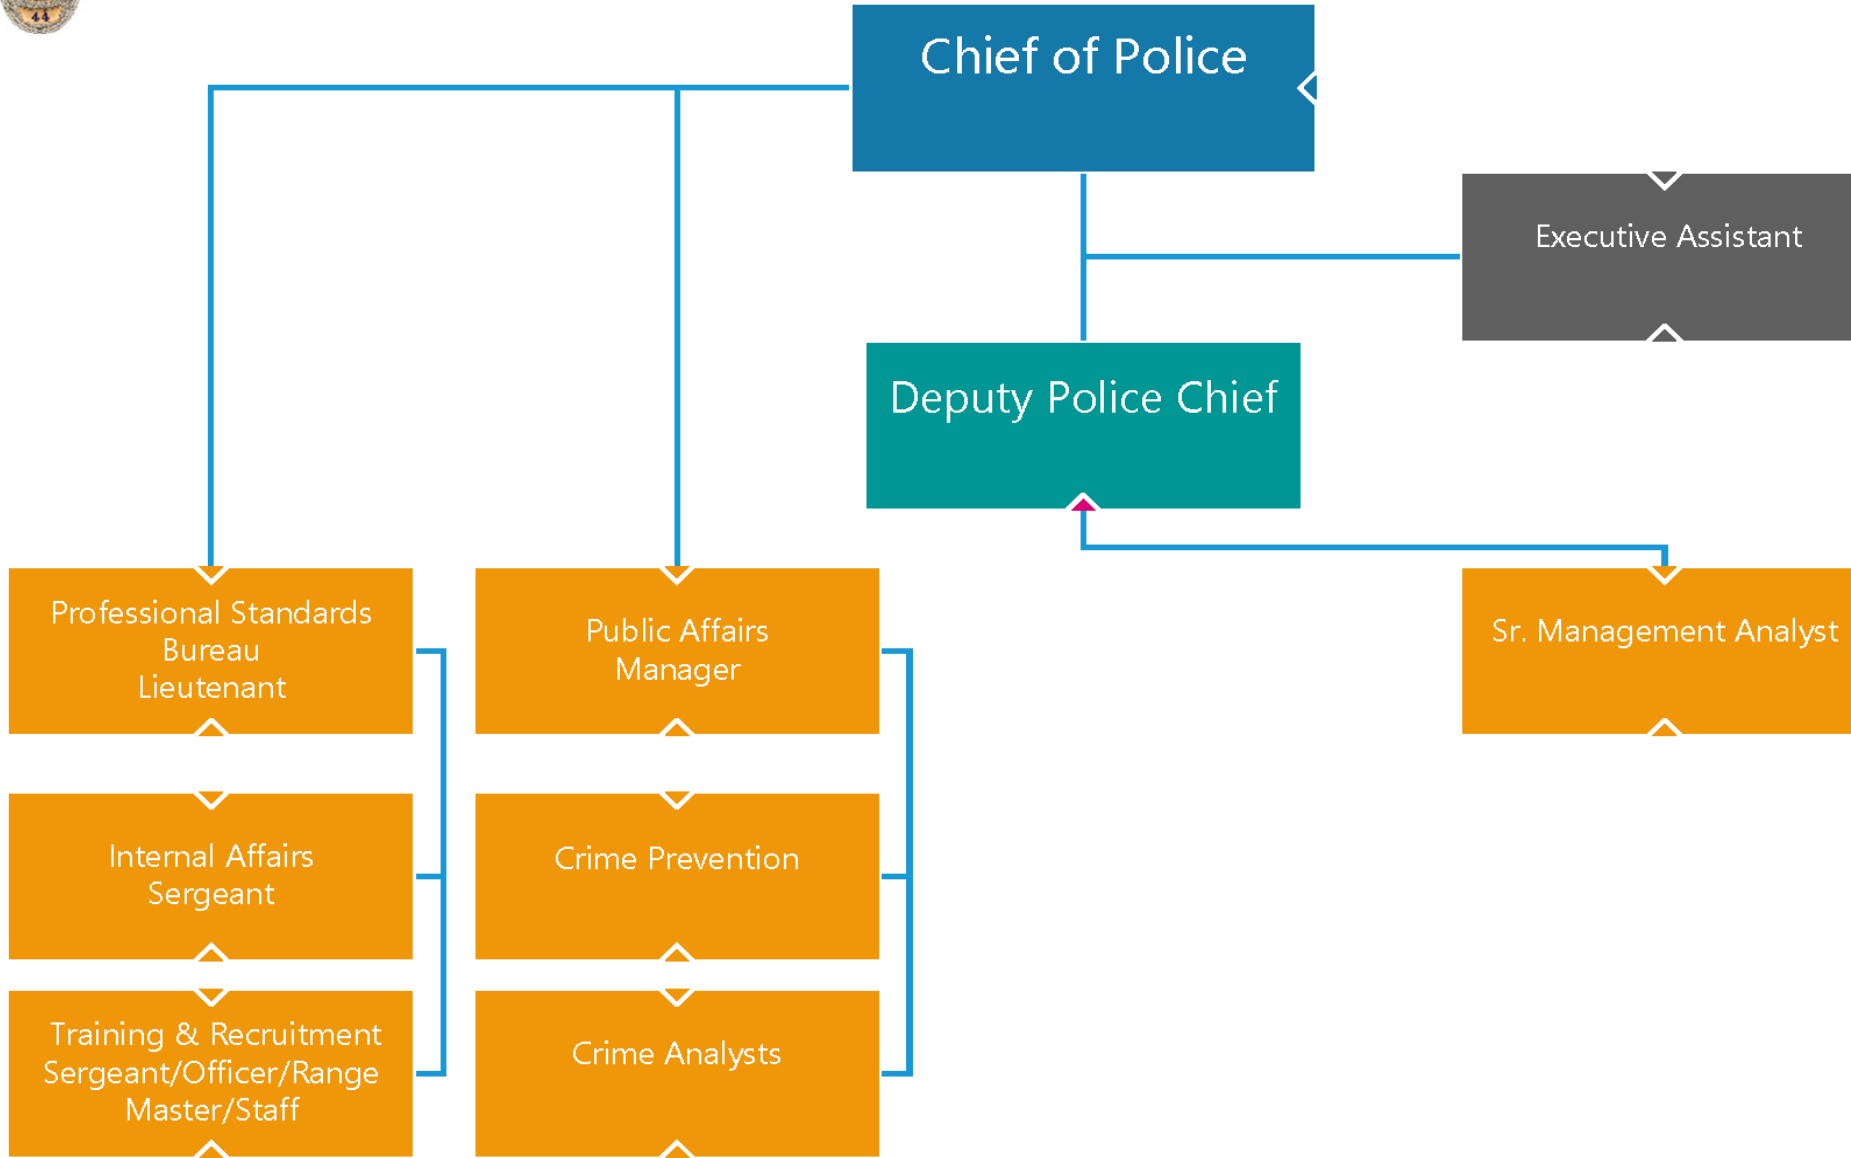 44
Chief of Police
Executive Assistant
Deputy Police Chief
Professional Standards
Bureau
Lieutenant
Public Affairs
Manager
Sr. Management Analyst
Internal Affairs
Sergeant
Crime Prevention
Training & Recruitment
Sergeant/Officer/Range
Master/Staff
Crime Analysts